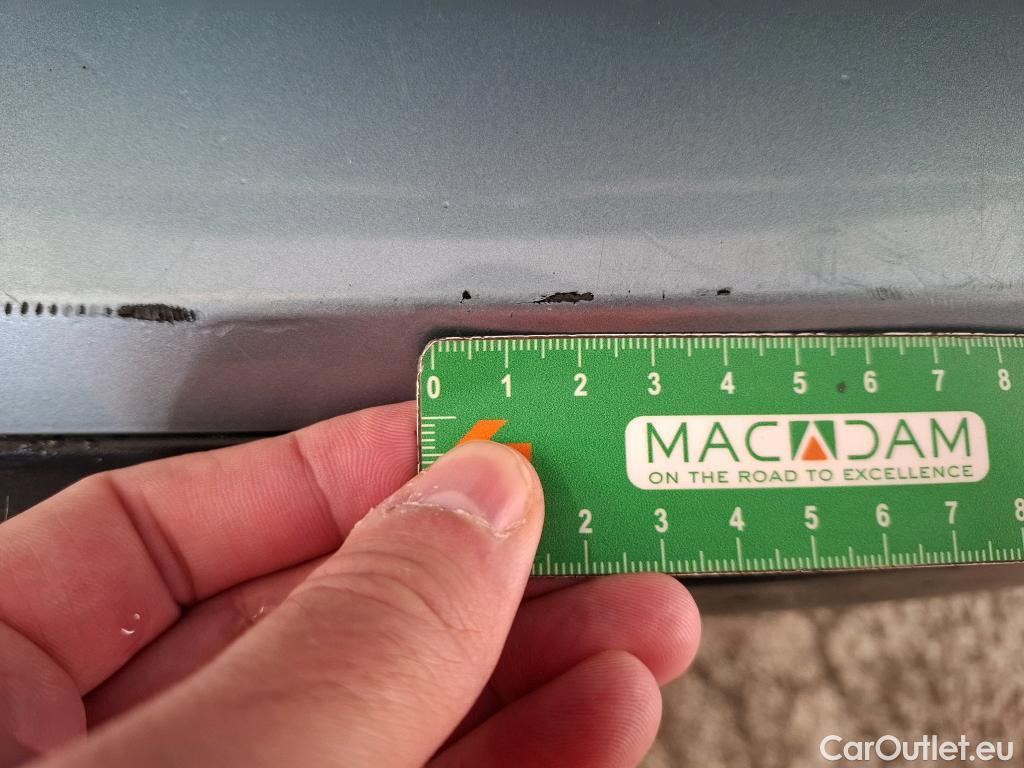 0 1 2 3 4 5 6 7 8
MACADAM
ON THE ROAD TO EXCELLENCE
2 3 4 5 6 7 8
CarOutlet.eu